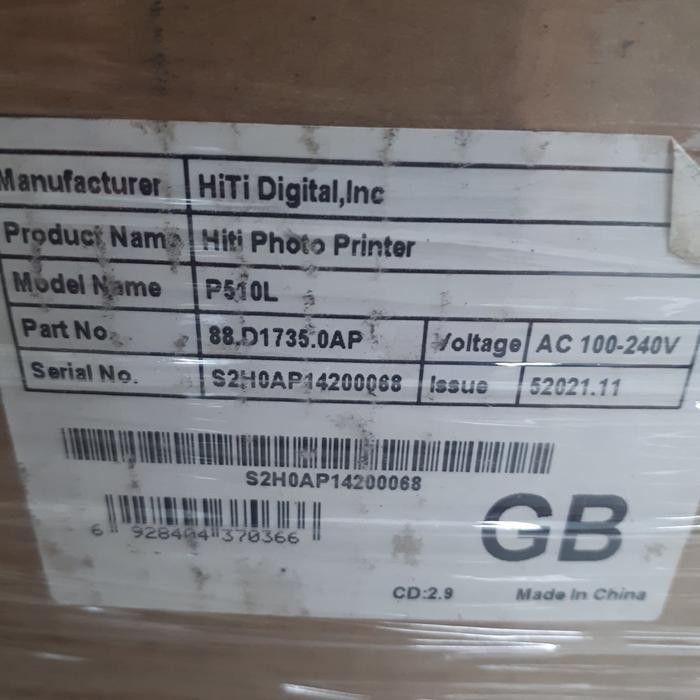 Manufacturer HiTi Digital,Inc
Product Name Hiti Photo Printer
Model Name P510L
Part No. 88.D1735.0AP Voltage AC 100-240V
Serial No. S2H0AP14200068 Issue 52021.11
S2H0AP14200068
6 928404 370366
GB
CD:2.9 Made In China